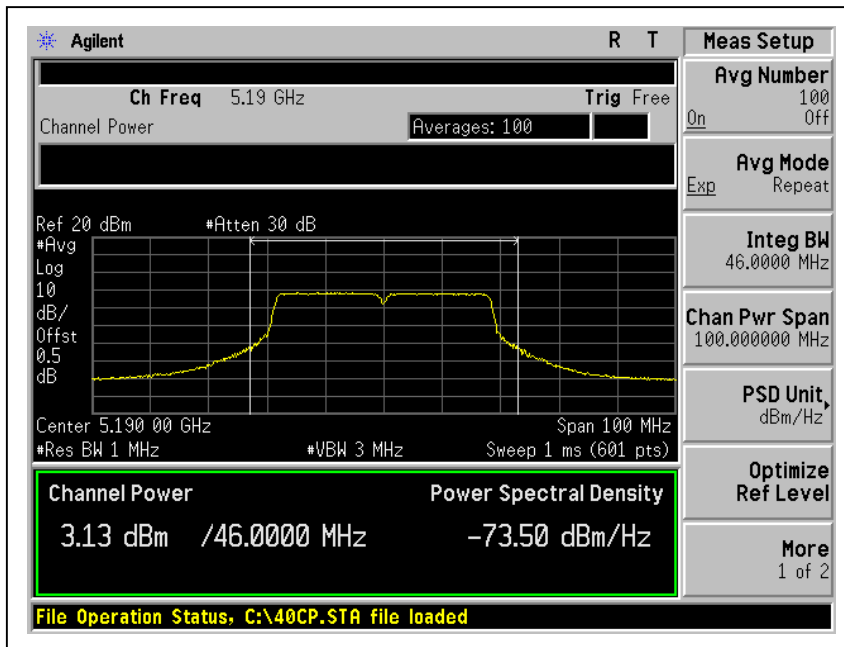 Agilent R T
Ch Freq 5.19 GHz Trig Free
Channel Power Averages: 100
Ref 20 dBm #Atten 30 dB
#Avg
Log
10
dB/
Offst
0.5
dB
Center 5.190 00 GHz Span 100 MHz
#Res BW 1 MHz #VBW 3 MHz Sweep 1 ms (601 pts)
Channel Power Power Spectral Density
3.13 dBm /46.0000 MHz -73.50 dBm/Hz
File Operation Status, C:\40CP.STA file loaded
Meas Setup
Avg Number
100
On Off
Avg Mode
Exp Repeat
Integ BW
46.0000 MHz
Chan Pwr Span
100.000000 MHz
PSD Unit
dBm/Hz
Optimize
Ref Level
More
1 of 2